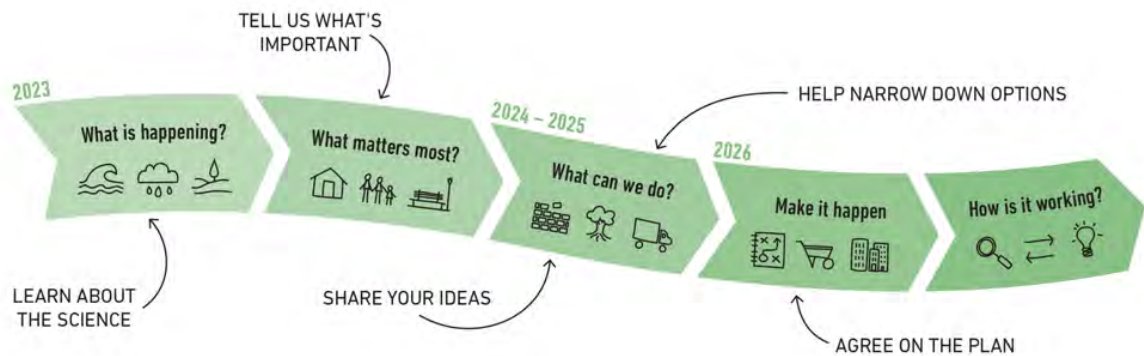 TELL US WHAT'S
IMPORTANT
2023
What is happening?
What matters most?
2024 – 2025
What can we do?
HELP NARROW DOWN OPTIONS
2026
Make it happen
How is it working?
LEARN ABOUT
THE SCIENCE
SHARE YOUR IDEAS
AGREE ON THE PLAN